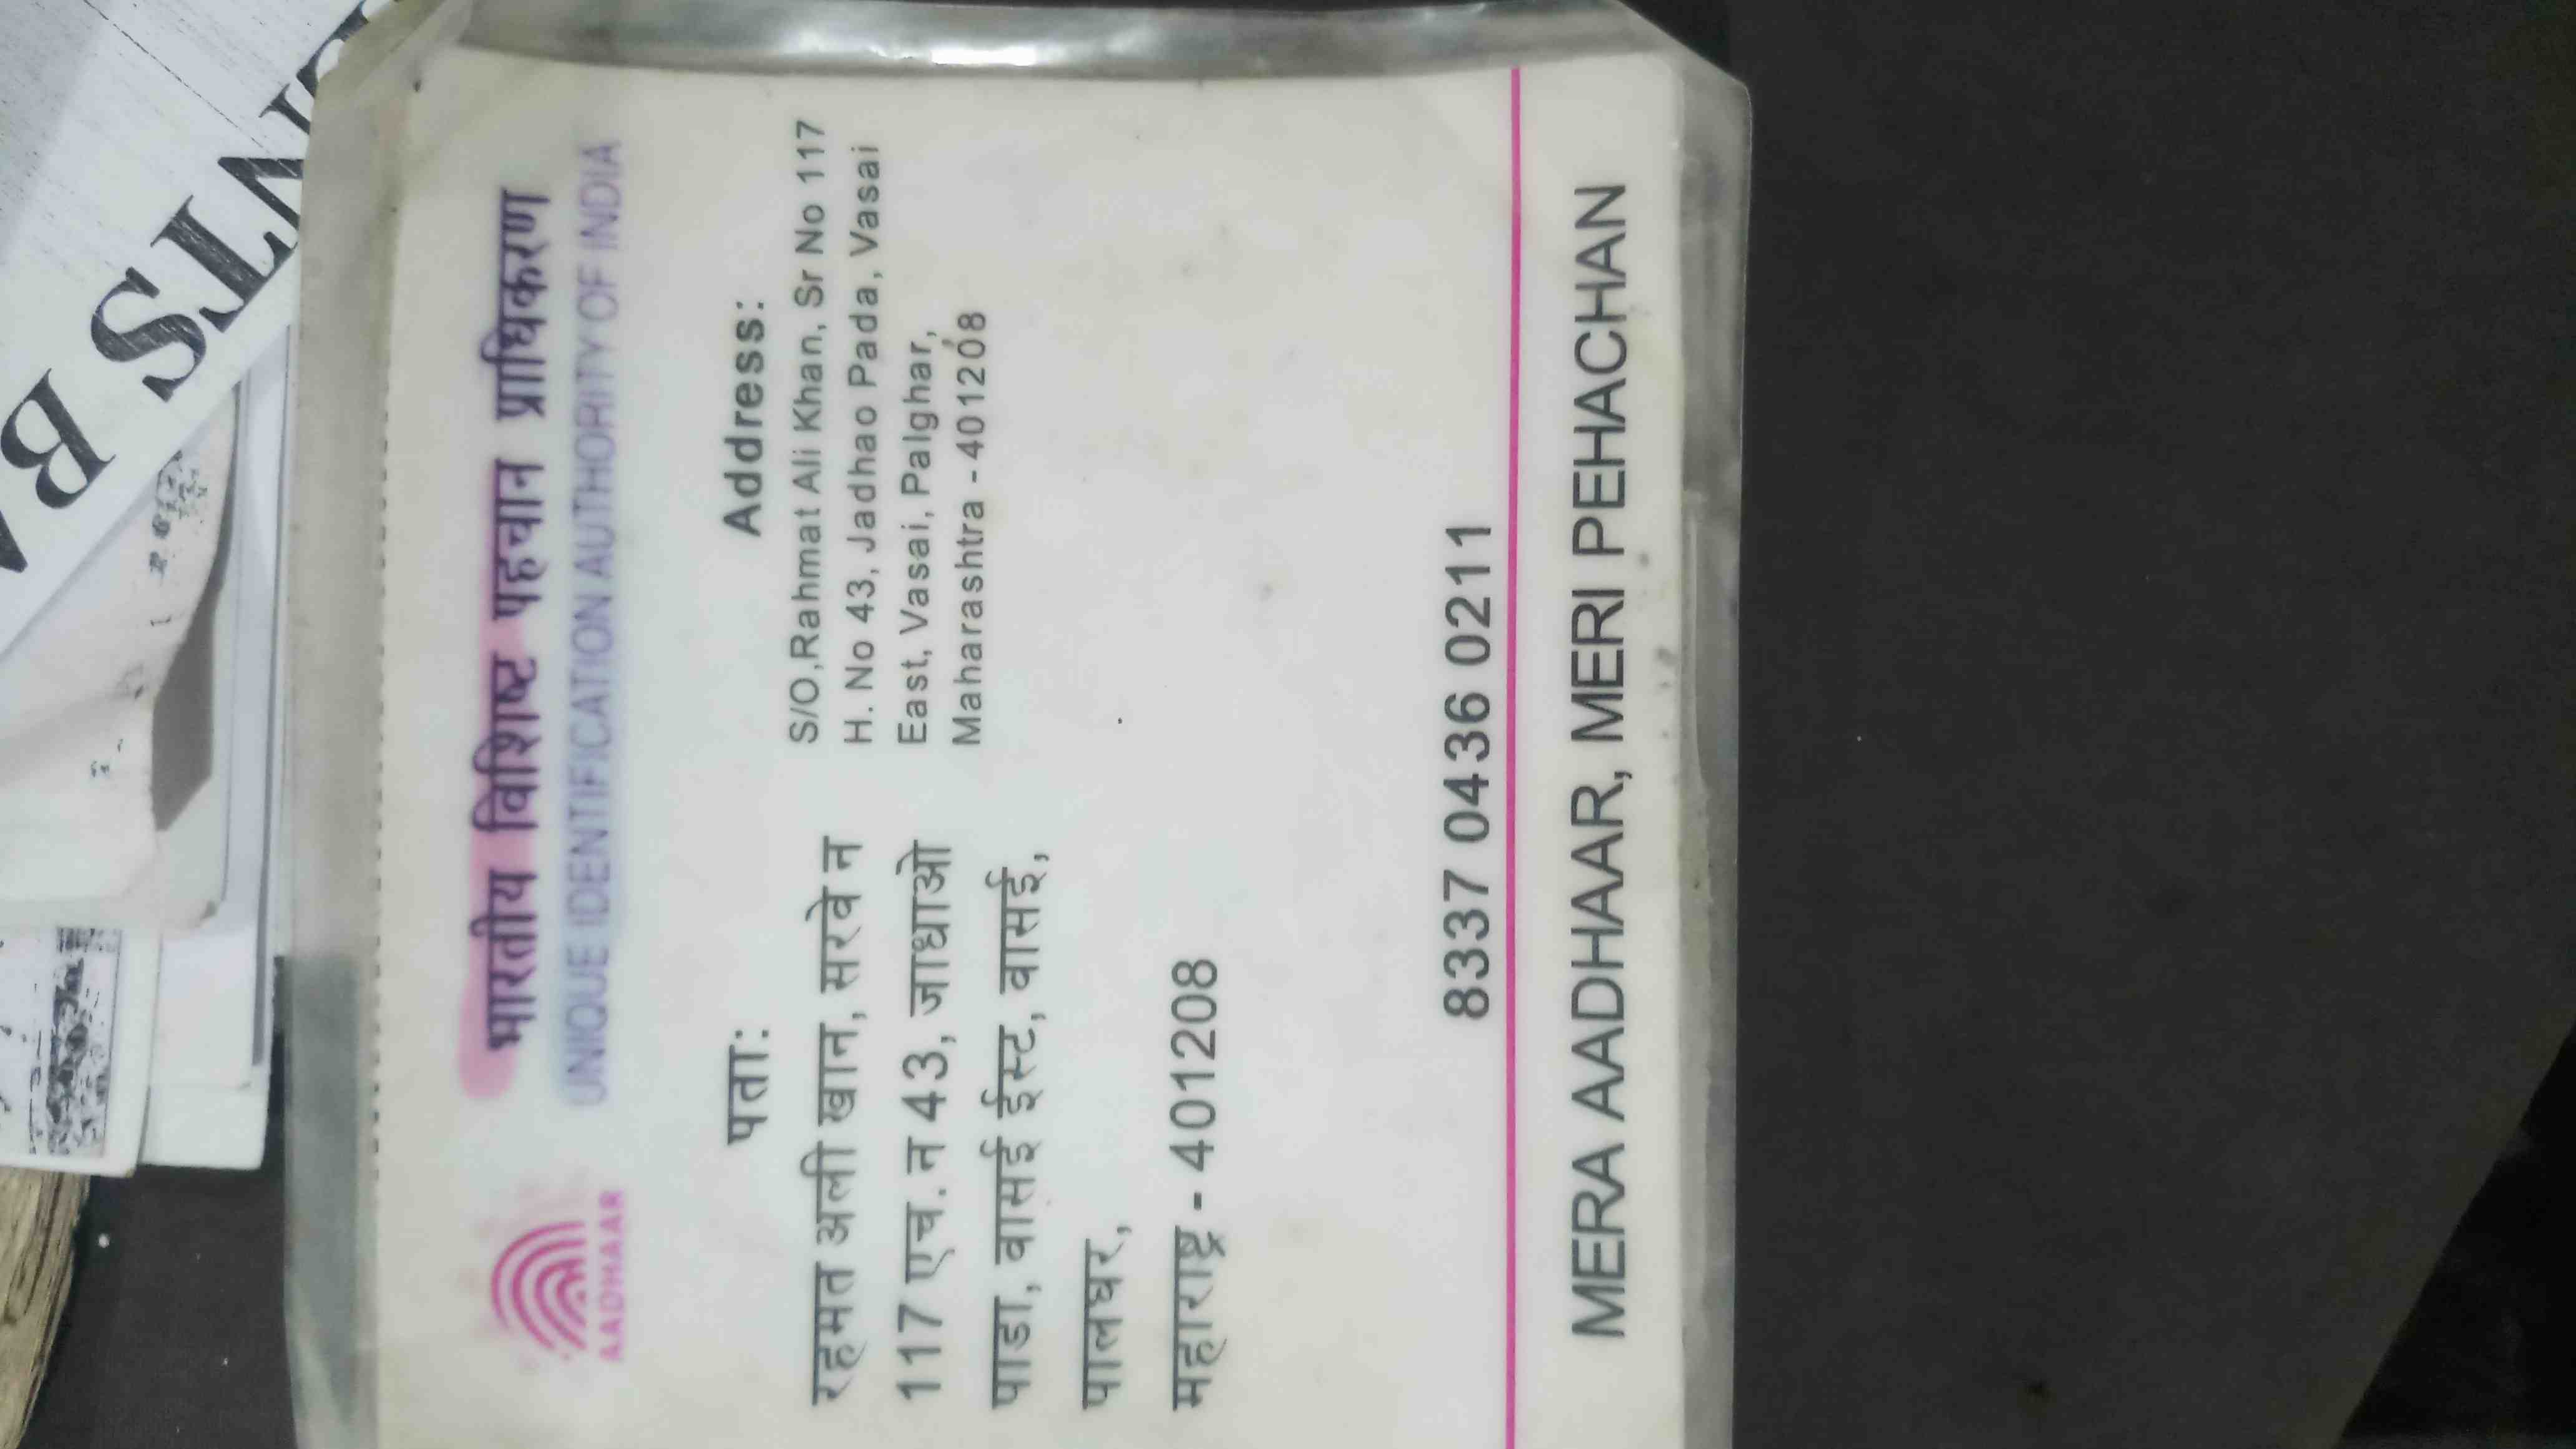 भारतीय विशिष्ट पहचान प्राधिकरण
UNIQUE IDENTIFICATION AUTHORITY OF INDIA
AADHAAR
पता:
रहमत अली खान, सरवे न
117 एच. न 43, जाधाओ
पाडा, वासई ईस्ट, वासई,
पालघर,
महाराष्ट्र - 401208
Address:
S/O,Rahmat Ali Khan, Sr No 117
H. No 43, Jadhao Pada, Vasai
East, Vasai, Palghar,
Maharashtra - 401208
8337 0436 0211
MERA AADHAAR, MERI PEHACHAN